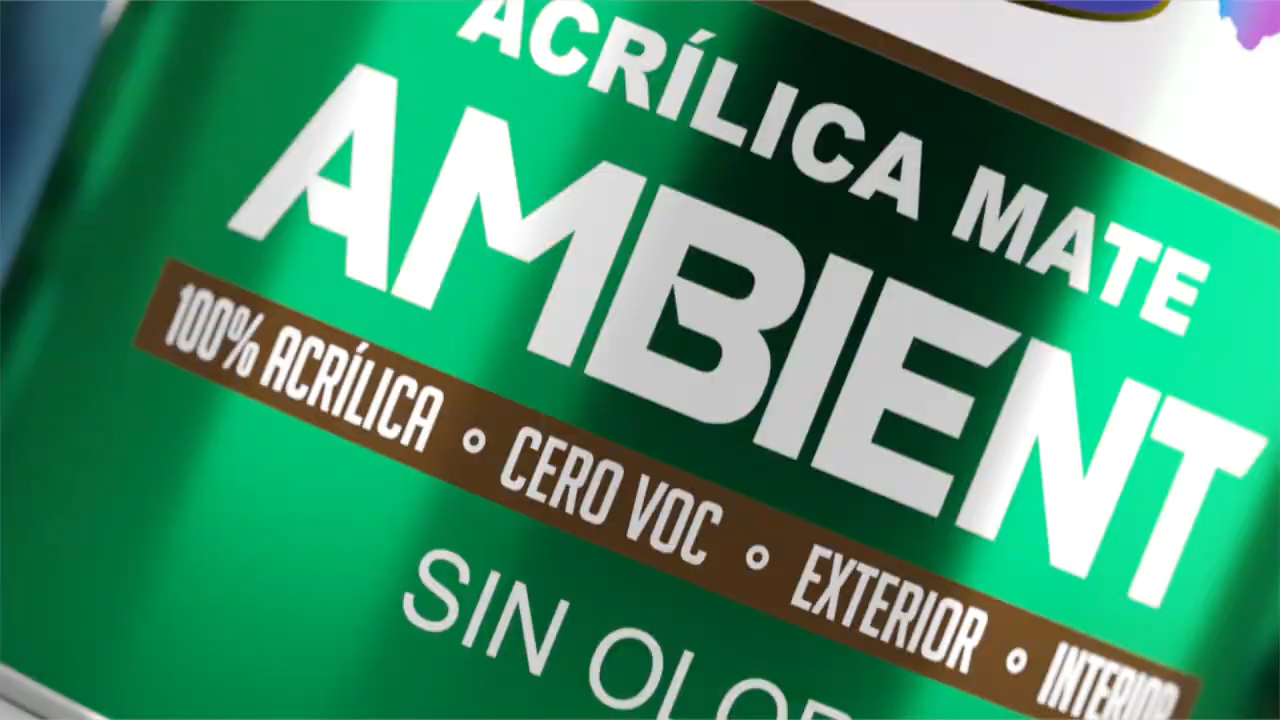 ACRÍLICA MATE
AMBIENT
100% ACRÍLICA ∘ CERO VOC ∘ EXTERIOR ∘ INTERIOR
SIN OLOR